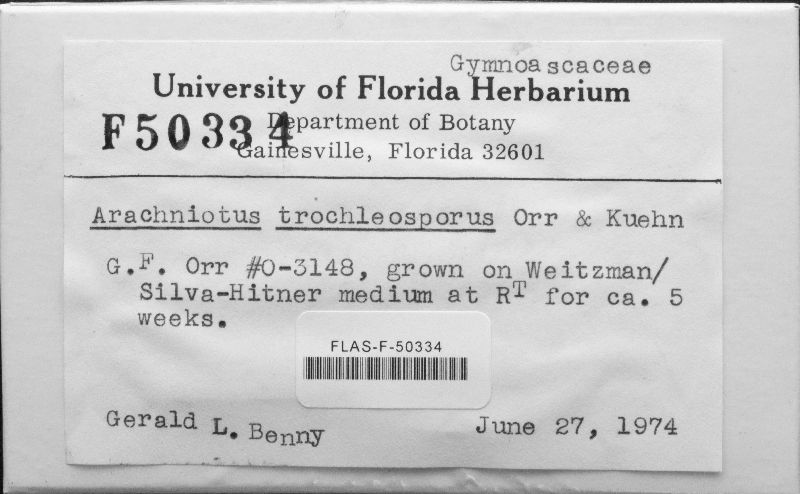 Gymnoascaceae
University of Florida Herbarium
F50334
Department of Botany
Gainesville, Florida 32601
Arachniotus trochleosporus Orr & Kuehn
G.F. Orr #0-3148, grown on Weitzman/
Silva-Hitner medium at RT for ca. 5
weeks.
FLAS-F-50334
Gerald L. Benny June 27, 1974